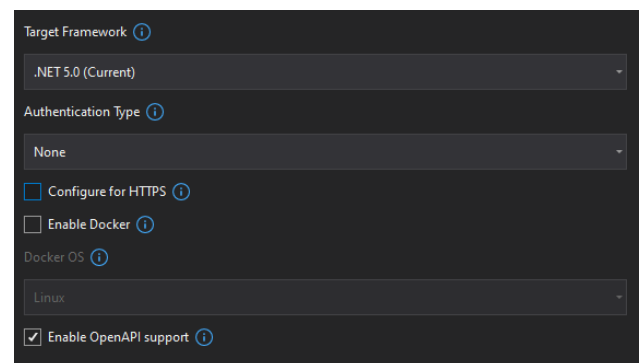 Target Framework
.NET 5.0 (Current)
Authentication Type
None
Configure for HTTPS
Enable Docker
Docker OS
Linux
Enable OpenAPI support